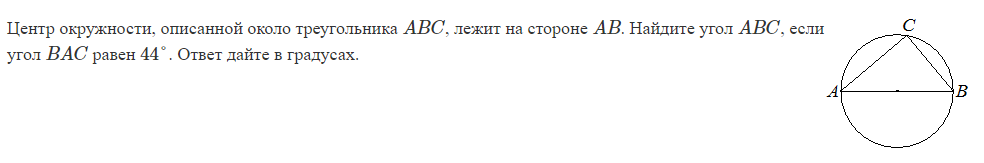 Центр окружности, описанной около треугольника ABC, лежит на стороне AB. Найдите угол ABC, если
угол BAC равен 44°. Ответ дайте в градусах.
C
A
B